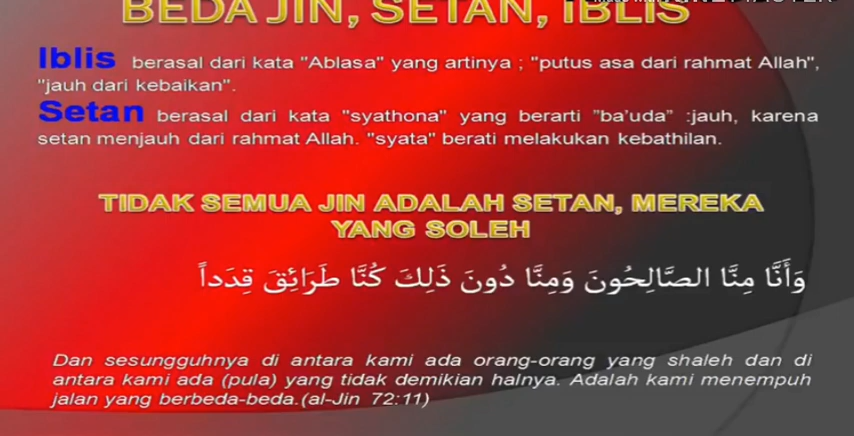 BEDA JIN, SETAN, IBLIS
Iblis berasal dari kata "Ablasa" yang artinya ; "putus asa dari rahmat Allah",
"jauh dari kebaikan".
Setan berasal dari kata "syathona" yang berarti ”ba’uda” :jauh, karena
setan menjauh dari rahmat Allah. "syata" berati melakukan kebathilan.
TIDAK SEMUA JIN ADALAH SETAN, MEREKA
YANG SOLEH
وَأَنَّا مِنَّا الصَّالِحُونَ وَمِنَّا دُونَ ذَلِكَ كُنَّا طَرَائِقَ قِدَداً
Dan sesungguhnya di antara kami ada orang-orang yang shaleh dan di
antara kami ada (pula) yang tidak demikian halnya. Adalah kami menempuh
jalan yang berbeda-beda.(al-Jin 72:11)